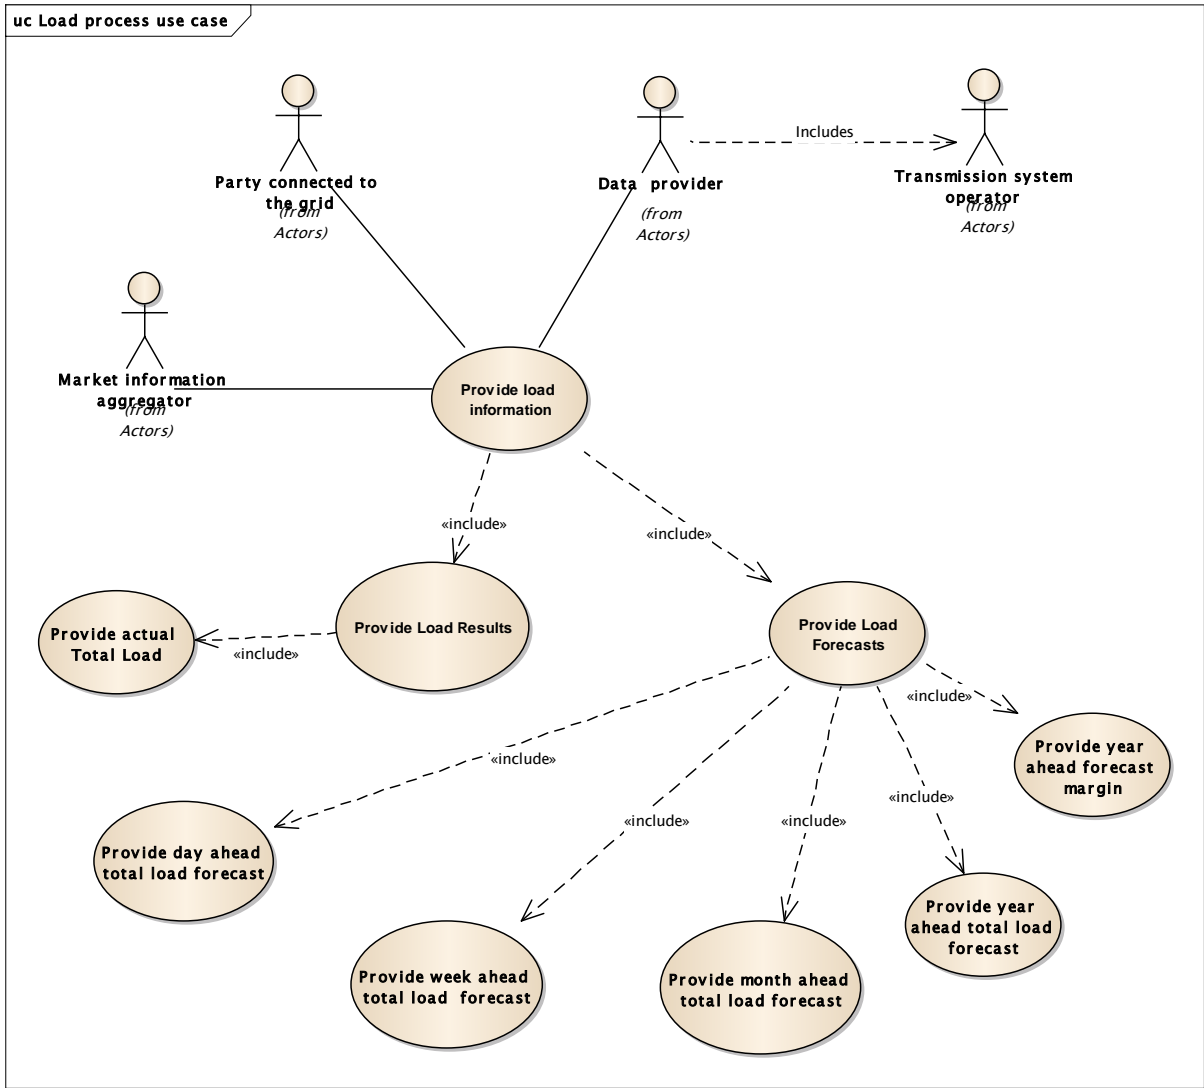 uc Load process use case
Party connected to
the grid
(from
Actors)
Data provider
(from
Actors)
Includes
Transmission system
operator
(from
Actors)
Market information
aggregator
(from
Actors)
Provide load
information
«include»
«include»
Provide actual
Total Load
«include»
Provide Load Results
Provide Load
Forecasts
«include»
«include»
«include»
«include»
«include»
Provide year
ahead forecast
margin
Provide day ahead
total load forecast
Provide year
ahead total load
forecast
Provide week ahead
total load forecast
Provide month ahead
total load forecast